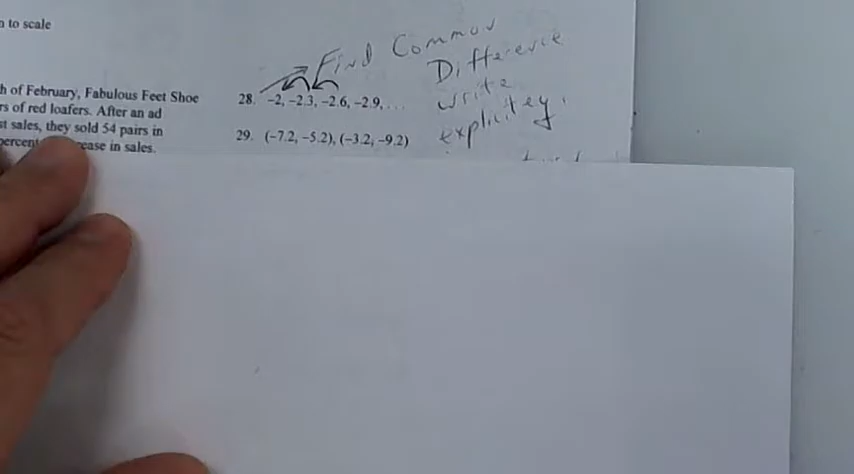 n to scale
h of February, Fabulous Feet Shoe
rs of red loafers. After an ad
st sales, they sold 54 pairs in
percent ease in sales.
Find Common
Difference
write
explicitey
28. -2, -2.3, -2.6, -2.9, ...
29. (-7.2, -5.2), (-3.2, -9.2)